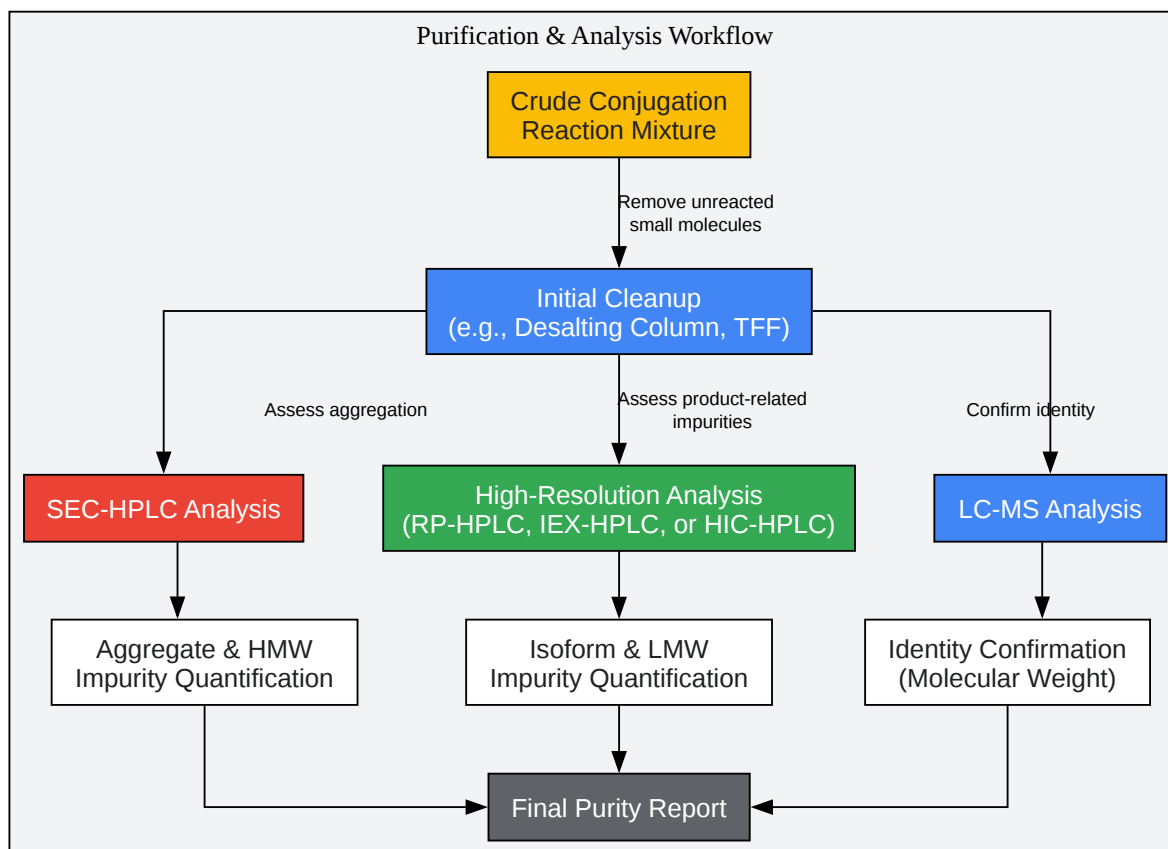 Purification & Analysis Workflow
Crude Conjugation
Reaction Mixture
Remove unreacted
small molecules
Initial Cleanup
(e.g., Desalting Column, TFF)
Assess aggregation
Assess product-related
impurities
Confirm identity
SEC-HPLC Analysis
High-Resolution Analysis
(RP-HPLC, IEX-HPLC, or HIC-HPLC)
LC-MS Analysis
Aggregate & HMW
Impurity Quantification
Isoform & LMW
Impurity Quantification
Identity Confirmation
(Molecular Weight)
Final Purity Report